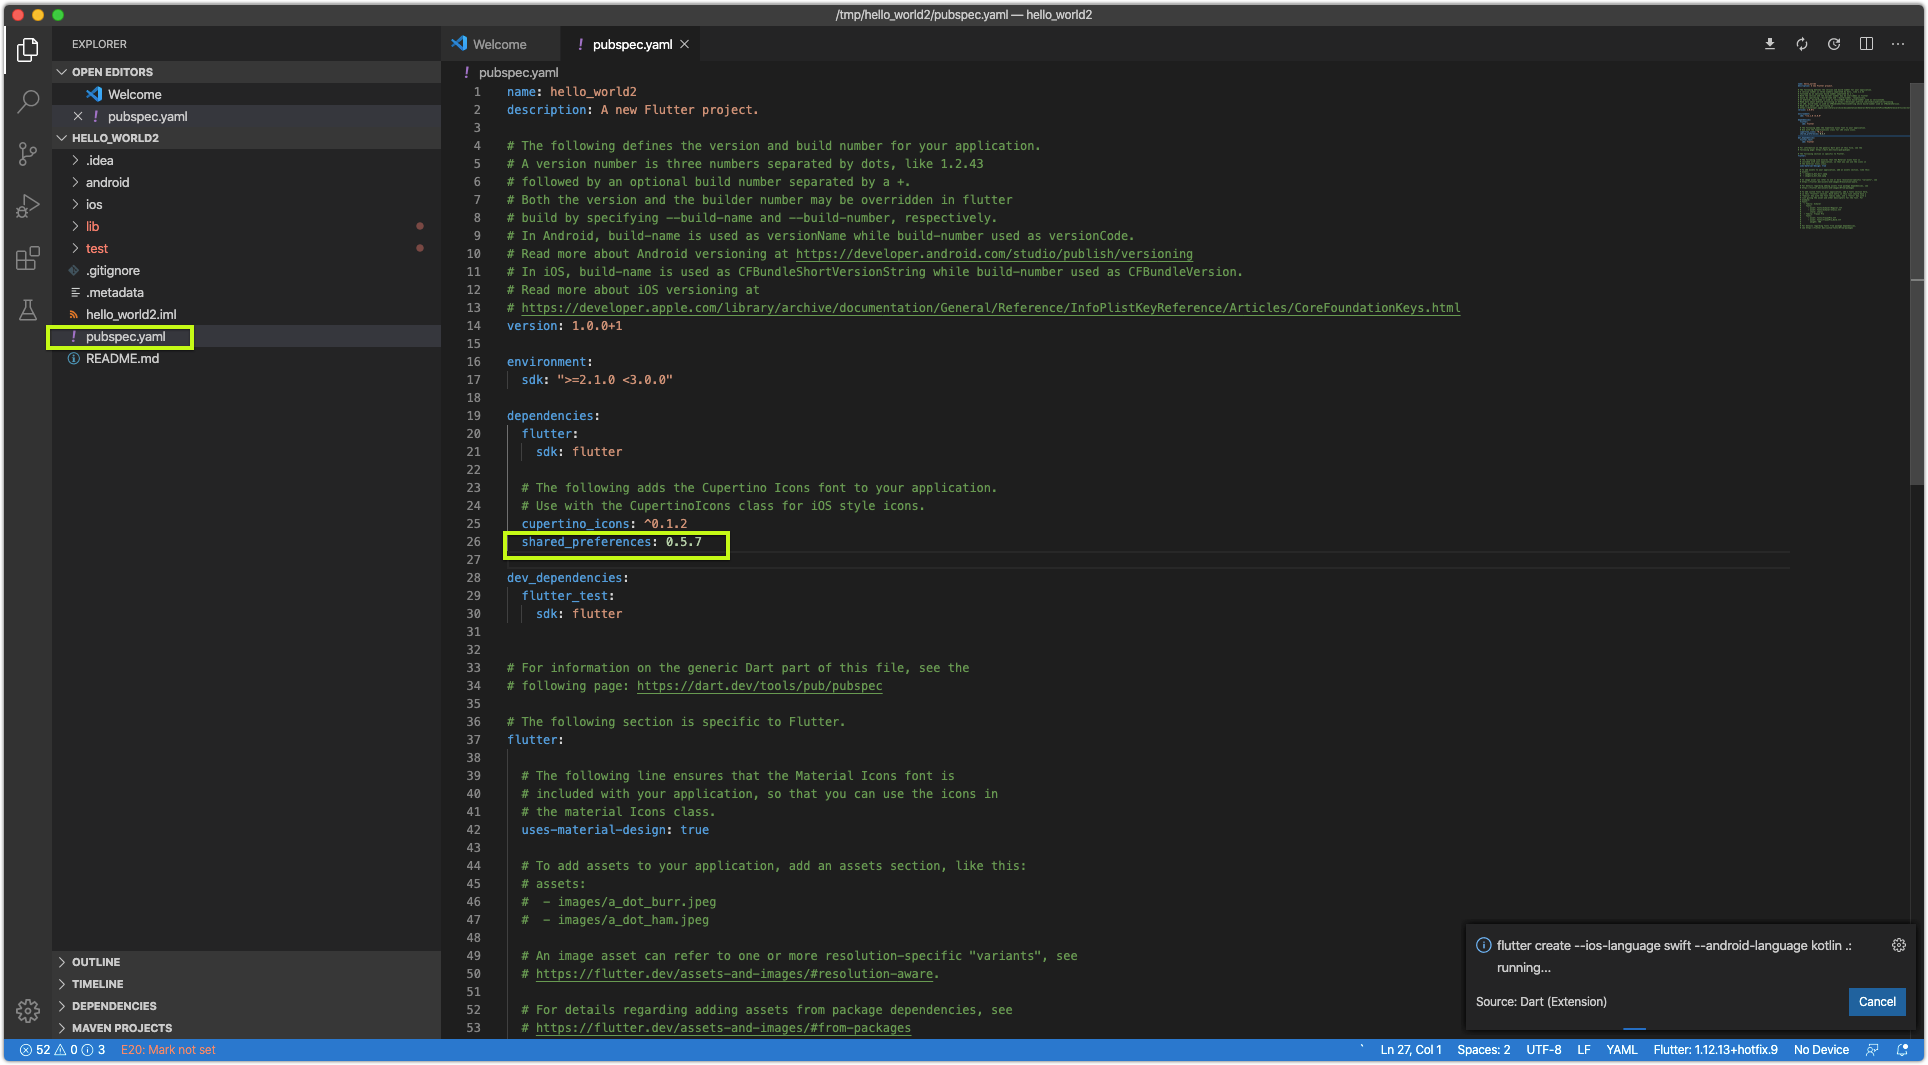 /tmp/hello_world2/pubspec.yaml — hello_world2
EXPLORER
OPEN EDITORS
Welcome
pubspec.yaml
HELLO_WORLD2
.idea
android
ios
lib
test
.gitignore
.metadata
hello_world2.iml
pubspec.yaml
README.md
OUTLINE
TIMELINE
DEPENDENCIES
MAVEN PROJECTS
Welcome
! pubspec.yaml
! pubspec.yaml
1 name: hello_world2
2 description: A new Flutter project.
3
4 # The following defines the version and build number for your application.
5 # A version number is three numbers separated by dots, like 1.2.43
6 # followed by an optional build number separated by a +.
7 # Both the version and the builder number may be overridden in flutter
8 # build by specifying --build-name and --build-number, respectively.
9 # In Android, build-name is used as versionName while build-number used as versionCode.
10 # Read more about Android versioning at https://developer.android.com/studio/publish/versioning
11 # In iOS, build-name is used as CFBundleShortVersionString while build-number used as CFBundleVersion.
12 # Read more about iOS versioning at
13 # https://developer.apple.com/library/archive/documentation/General/Reference/InfoPlistKeyReference/Articles/CoreFoundationKeys.html
14 version: 1.0.0+1
15
16 environment:
17 sdk: ">=2.1.0 <3.0.0"
18
19 dependencies:
20 flutter:
21 sdk: flutter
22
23 # The following adds the Cupertino Icons font to your application.
24 # Use with the CupertinoIcons class for iOS style icons.
25 cupertino_icons: ^0.1.2
26 shared_preferences: 0.5.7
27
28 dev_dependencies:
29 flutter_test:
30 sdk: flutter
31
32
33 # For information on the generic Dart part of this file, see the
34 # following page: https://dart.dev/tools/pub/pubspec
35
36 # The following section is specific to Flutter.
37 flutter:
38
39 # The following line ensures that the Material Icons font is
40 # included with your application, so that you can use the icons in
41 # the material Icons class.
42 uses-material-design: true
43
44 # To add assets to your application, add an assets section, like this:
45 # assets:
46 #  - images/a_dot_burr.jpeg
47 #  - images/a_dot_ham.jpeg
48
49 # An image asset can refer to one or more resolution-specific "variants", see
50 # https://flutter.dev/assets-and-images/#resolution-aware.
51
52 # For details regarding adding assets from package dependencies, see
53 # https://flutter.dev/assets-and-images/#from-packages
flutter create --ios-language swift --android-language kotlin .:
running...
Source: Dart (Extension)
Cancel
52 0 3 E20: Mark not set
Ln 27, Col 1 Spaces: 2 UTF-8 LF YAML Flutter: 1.12.13+hotfix.9 No Device